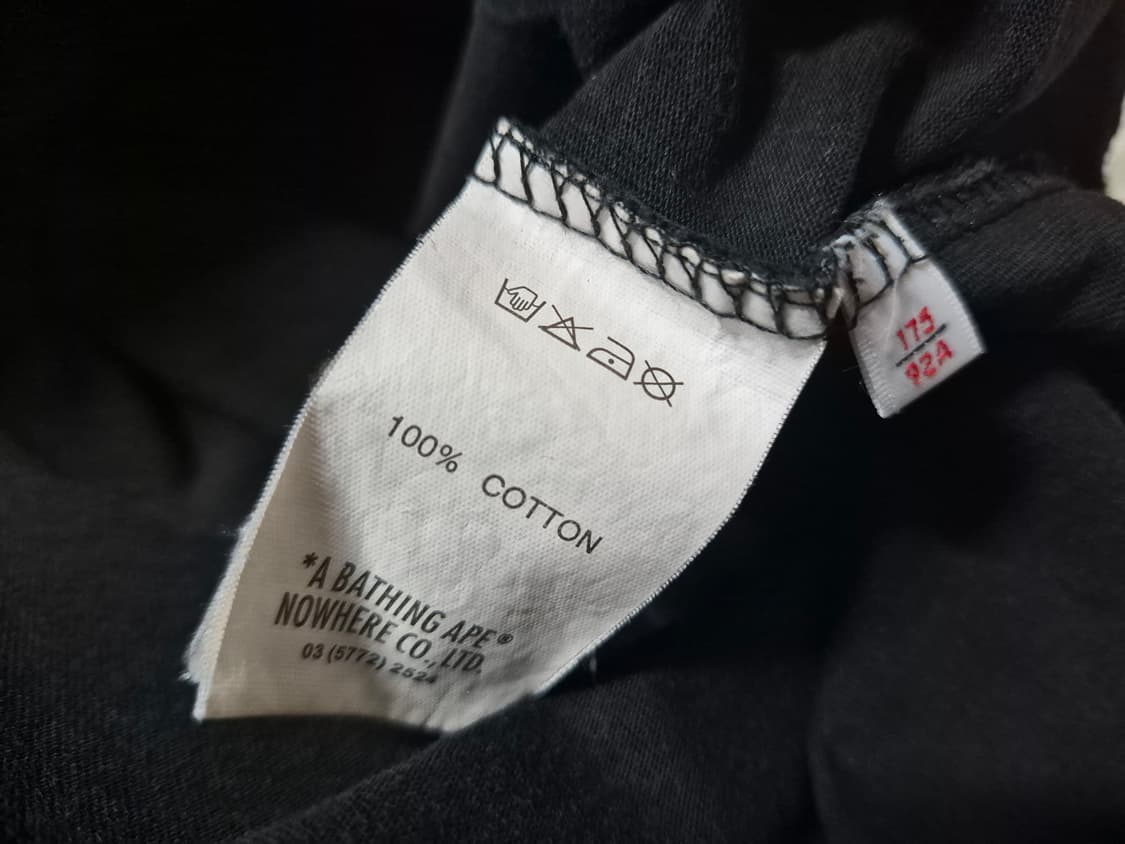 100% COTTON
*A BATHING APE®
NOWHERE CO., LTD.
03 (5772) 2524
175
92A